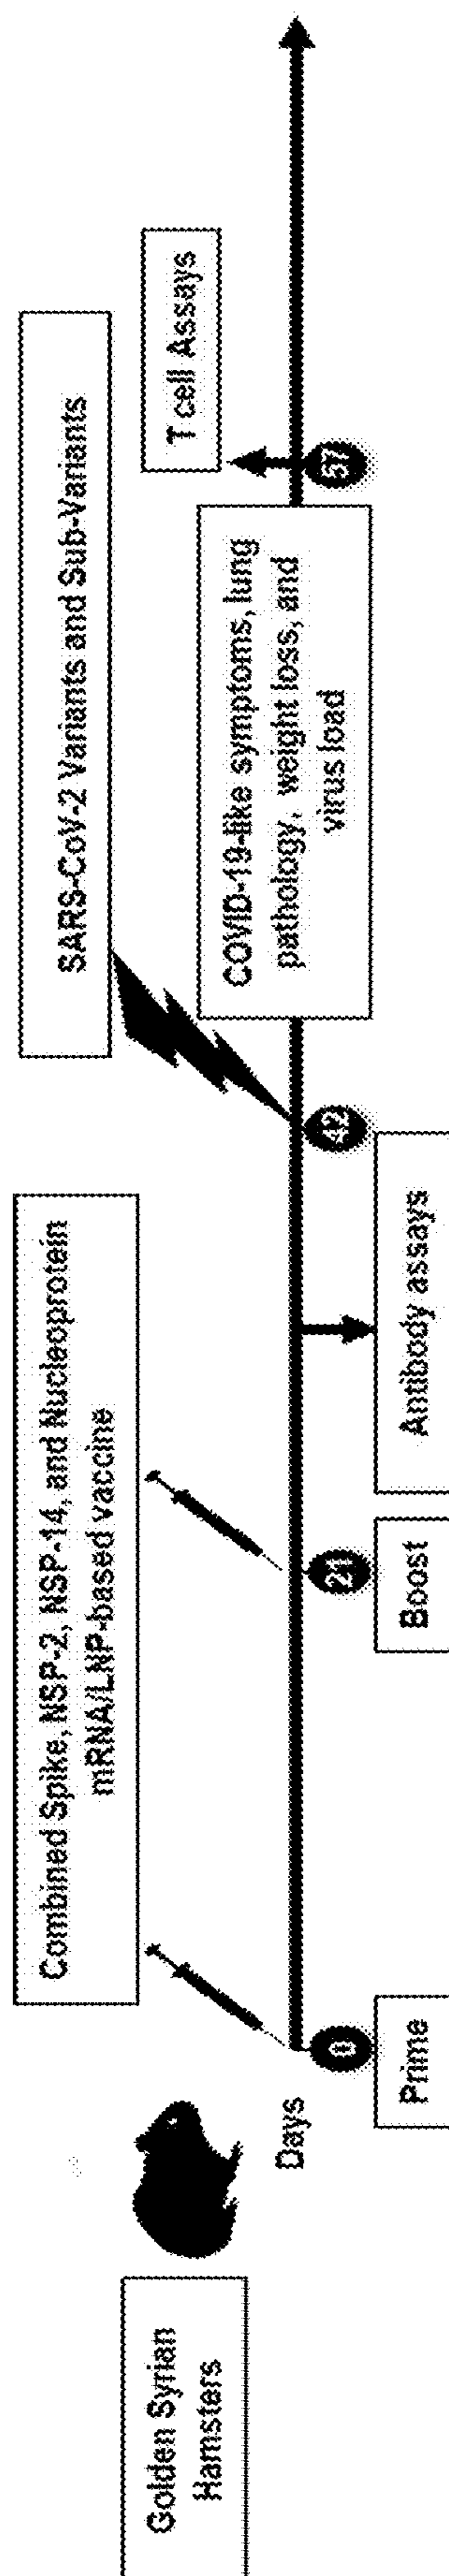 Golden Syrian
Hamsters
Combined Spike, NSP-2, NSP-14, and Nucleoprotein
mRNA/LNP-based vaccine
SARS-CoV-2 Variants and Sub-Variants
T cell Assays
COVID-19-like symptoms, lung
pathology, weight loss, and
virus load
Days
0
21
42
57
Prime
Boost
Antibody assays